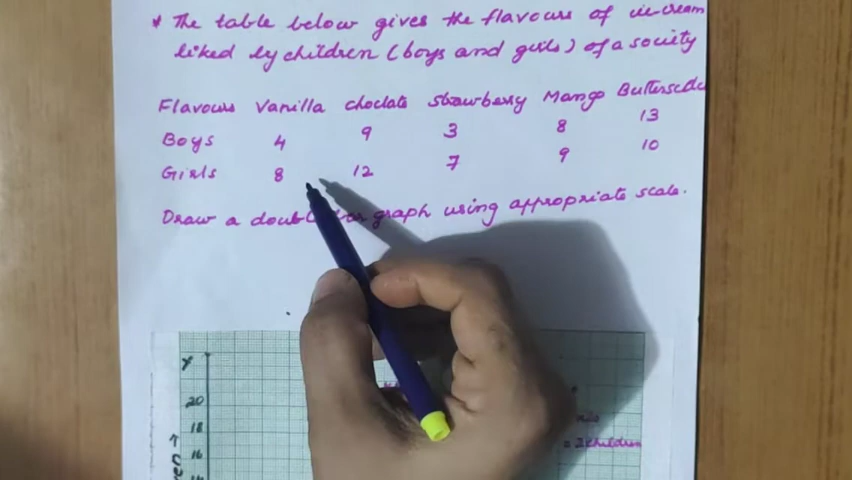 * The table below gives the flavours of ice-cream
liked by children (boys and girls) of a society
Flavours Vanilla choclate Strawberry Mango
Boys 4 9 3 8 13
Girls 8 12 7 9 10
Draw a graph using appropriate scale.
Y
20
18
16
= 2 children